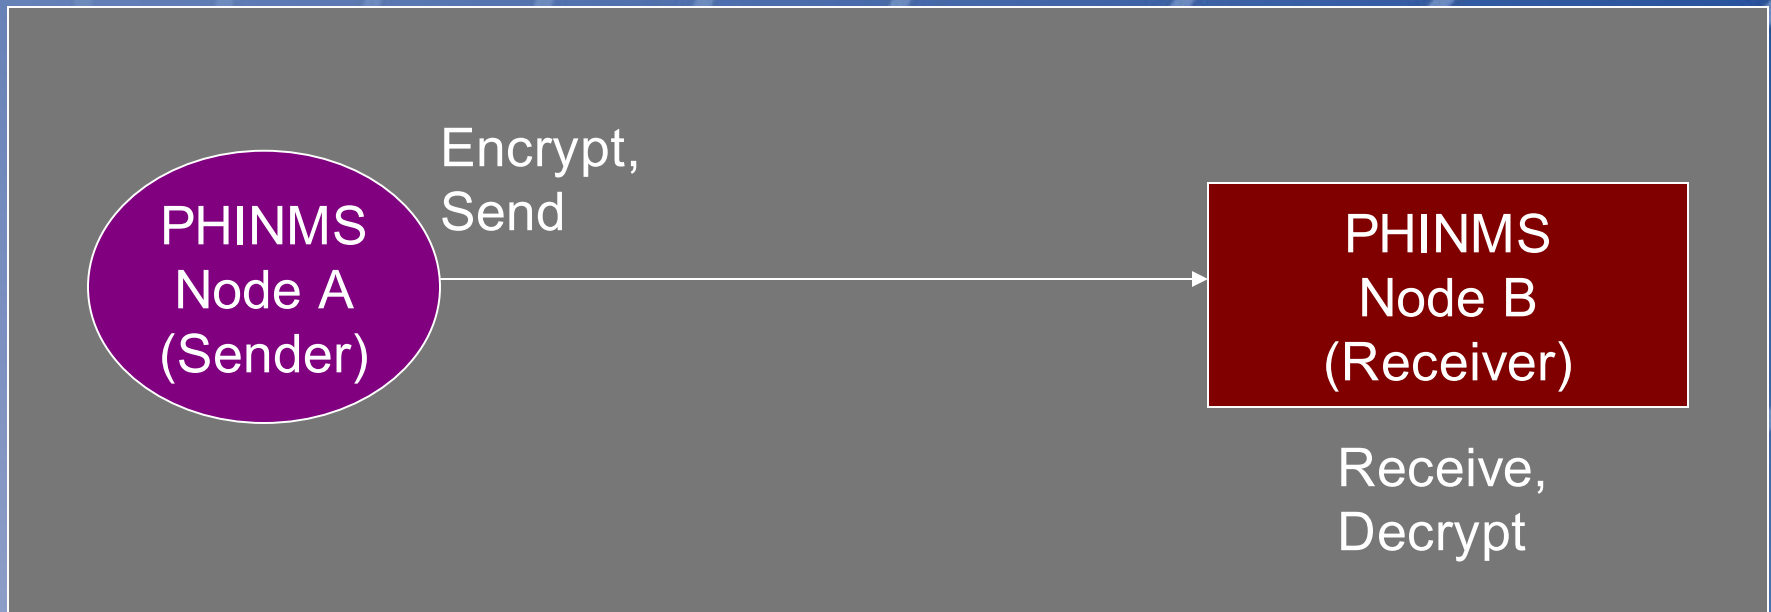 Encrypt,
Send
PHINMS
Node A
(Sender)
PHINMS
Node B
(Receiver)
Receive,
Decrypt